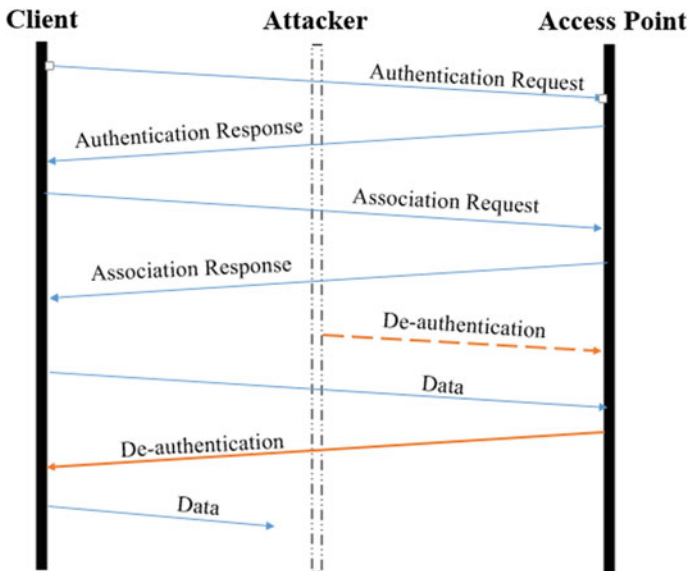 Client
Attacker
Access Point
Authentication Request
Authentication Response
Association Request
Association Response
De-authentication
Data
De-authentication
Data